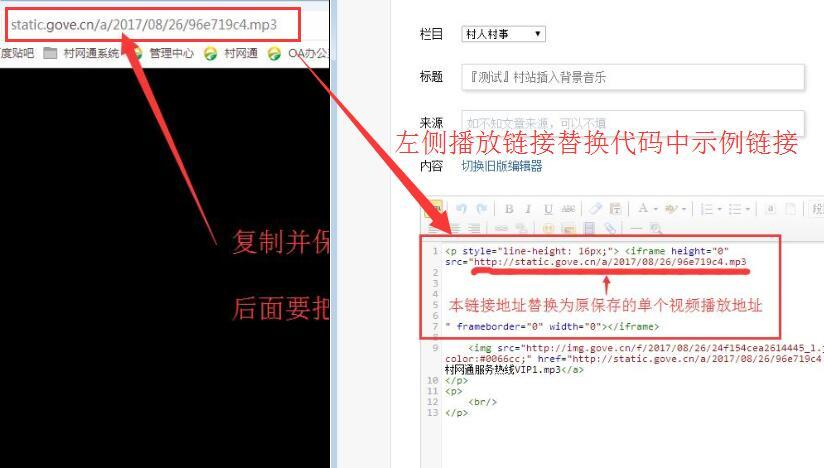 static.gove.cn/a/2017/08/26/96e719c4.mp3
度贴吧 村网通系统 管理中心 村网通 OA办公
复制并保
后面要把
栏目 村人村事
标题 『测试』村站插入背景音乐
来源 如不知文章来源，可以不填
左侧播放链接替换代码中示例链接
内容 切换旧版编辑器
B I U ABC A a 段
1 <p style="line-height: 16px;"> <iframe height="0"
src="http://static.gove.cn/a/2017/08/26/96e719c4.mp3
2
3
4
5 本链接地址替换为原保存的单个视频播放地址
6
7 " frameborder="0" width="0"></iframe>
8
9 <img src="http://img.gove.cn/f/2017/08/26/24f154cea2614445_1.j
color:#0066cc;" href="http://static.gove.cn/a/2017/08/26/96e719c4
村网通服务热线VIP1.mp3</a>
10 </p>
11 <p>
12 <br/>
13 </p>